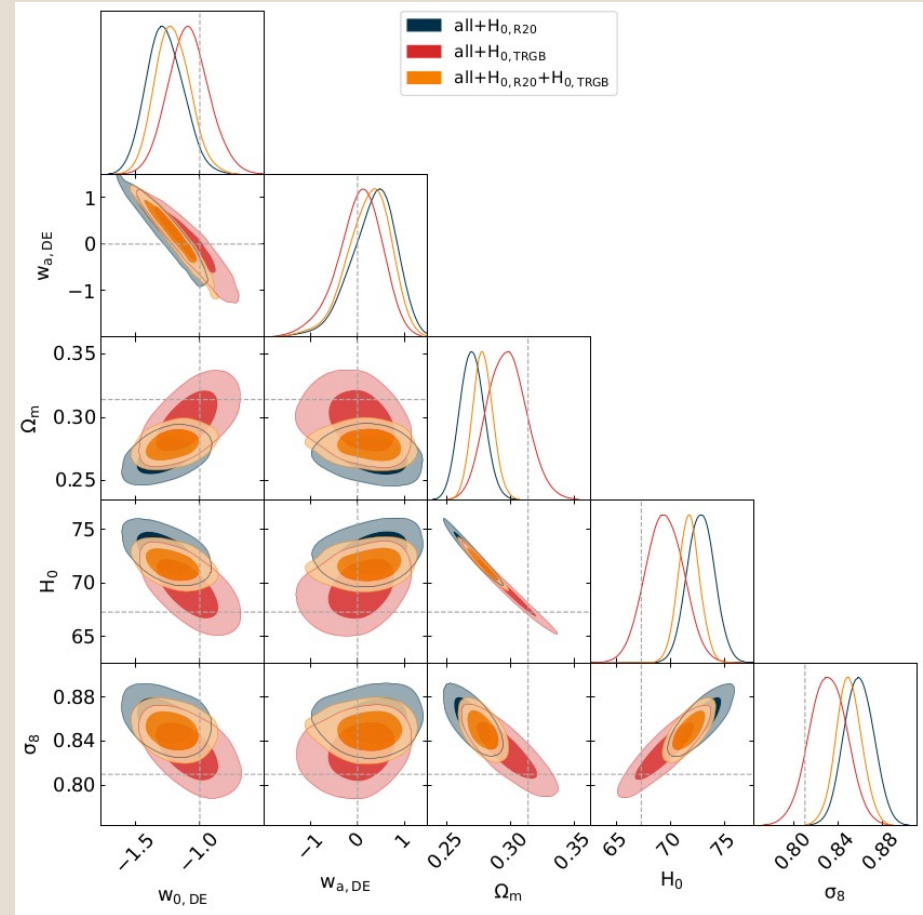 all+H₀,R20
all+H₀,TRGB
all+H₀,R20+H₀,TRGB
wₐ,DE
1
0
−1
Ωₘ
0.35
0.30
0.25
H₀
75
70
65
σ₈
0.88
0.84
0.80
−1.5 −1.0 −1 0 1 0.25 0.30 0.35 65 70 75 0.80 0.84 0.88
w₀,DE wₐ,DE Ωₘ H₀ σ₈